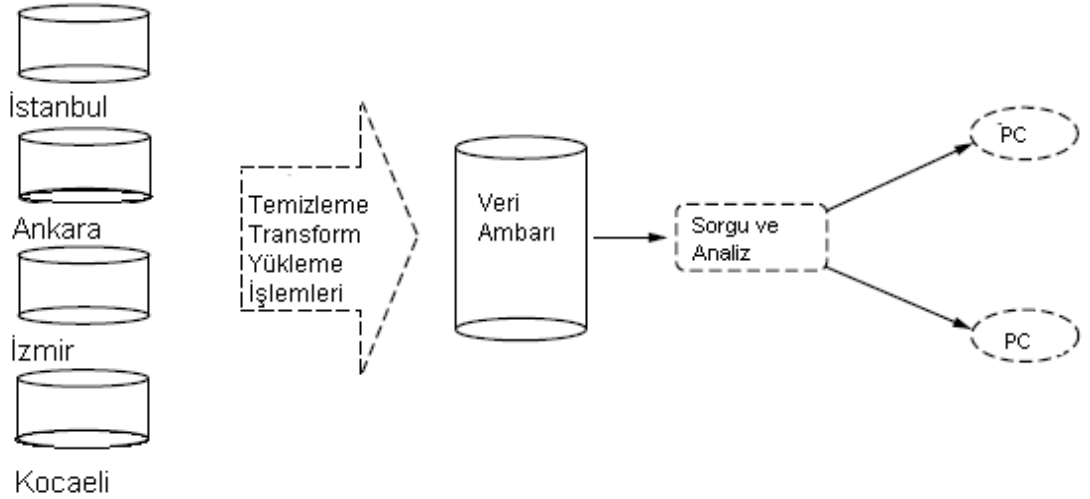 İstanbul
Ankara
İzmir
Kocaeli
Temizleme
Transform
Yükleme
İşlemleri
Veri
Ambarı
Sorgu ve
Analiz
PC
PC